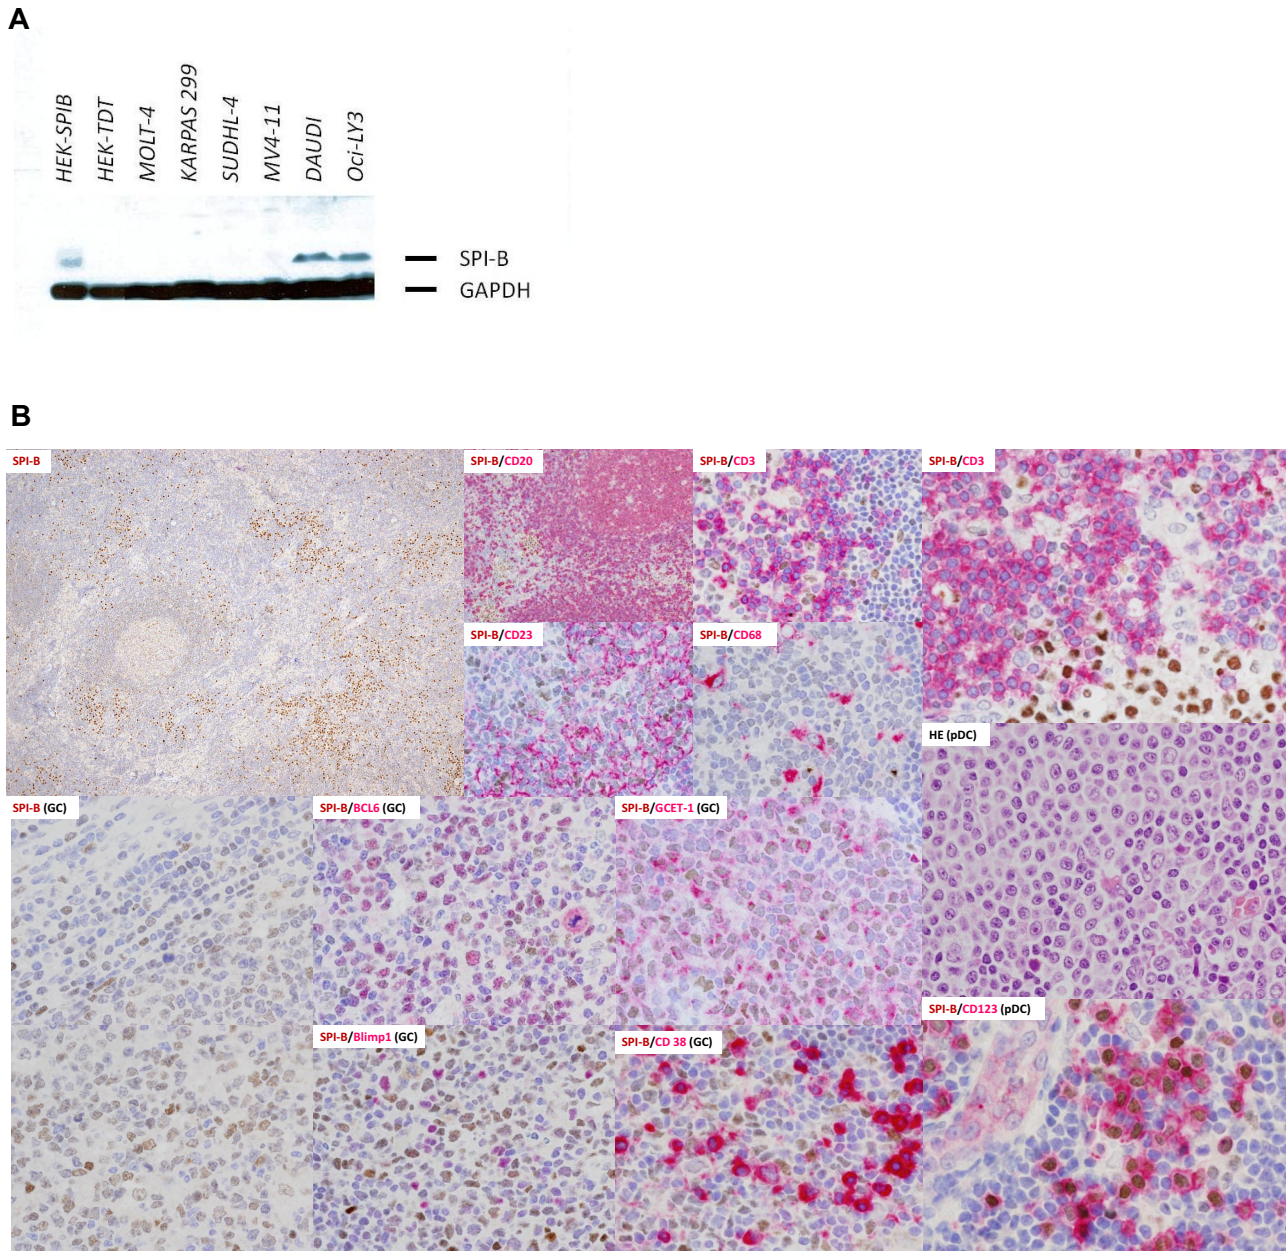 A
HEK-SPIB
HEK-TDT
MOLT-4
KARPAS 299
SUDHL-4
MV4-11
DAUDI
Oci-LY3
SPI-B
GAPDH
B
SPI-B
SPI-B/CD20
SPI-B/CD3
SPI-B/CD3
SPI-B/CD23
SPI-B/CD68
HE (pDC)
SPI-B (GC)
SPI-B/BCL6 (GC)
SPI-B/GCET-1 (GC)
SPI-B/CD123 (pDC)
SPI-B/Blimp1 (GC)
SPI-B/CD 38 (GC)